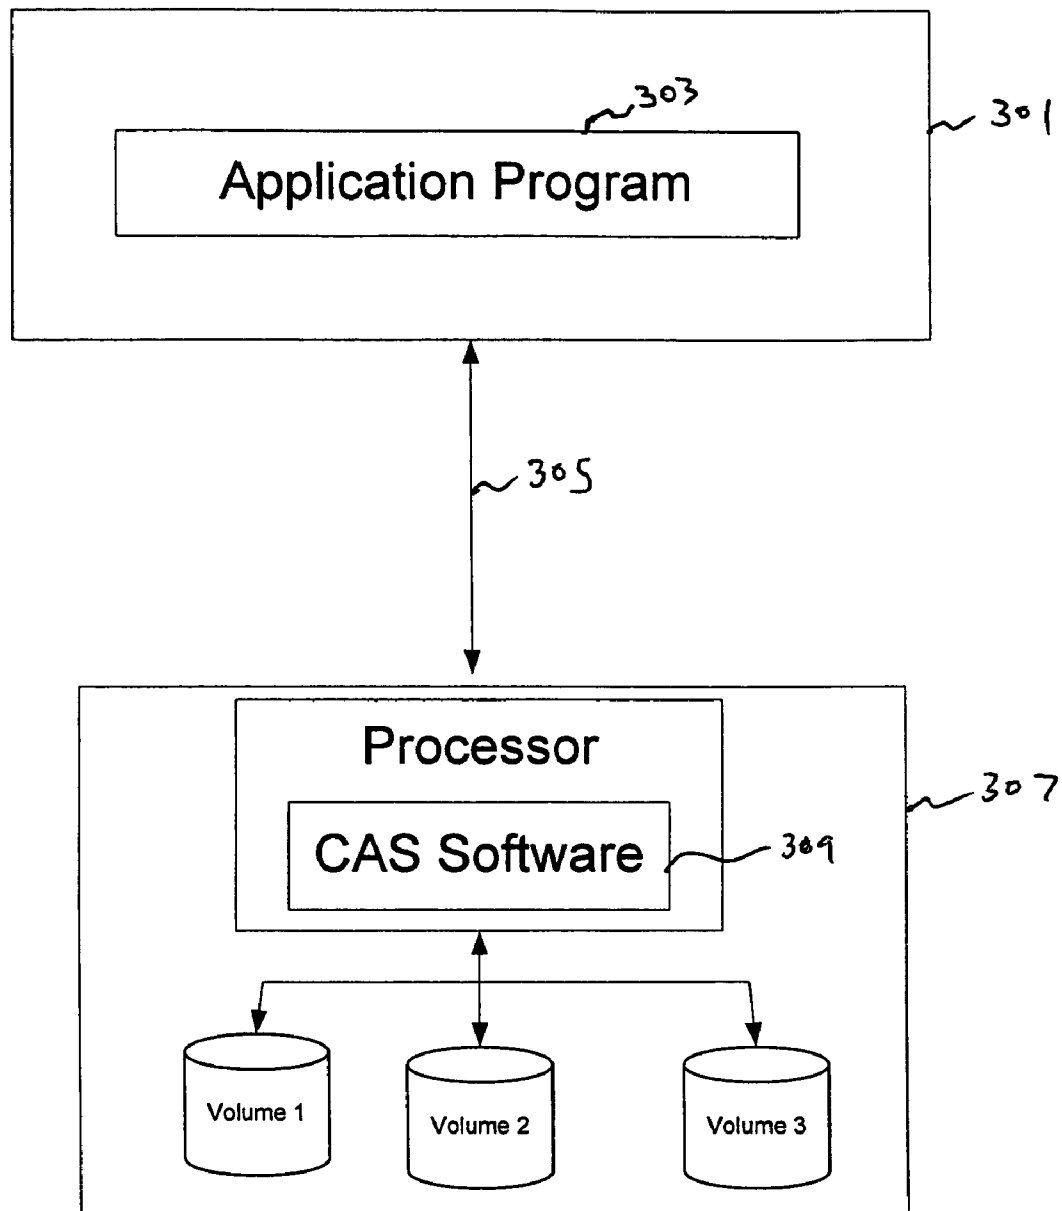 303
301
Application Program
305
Processor
307
CAS Software
309
Volume 1
Volume 2
Volume 3